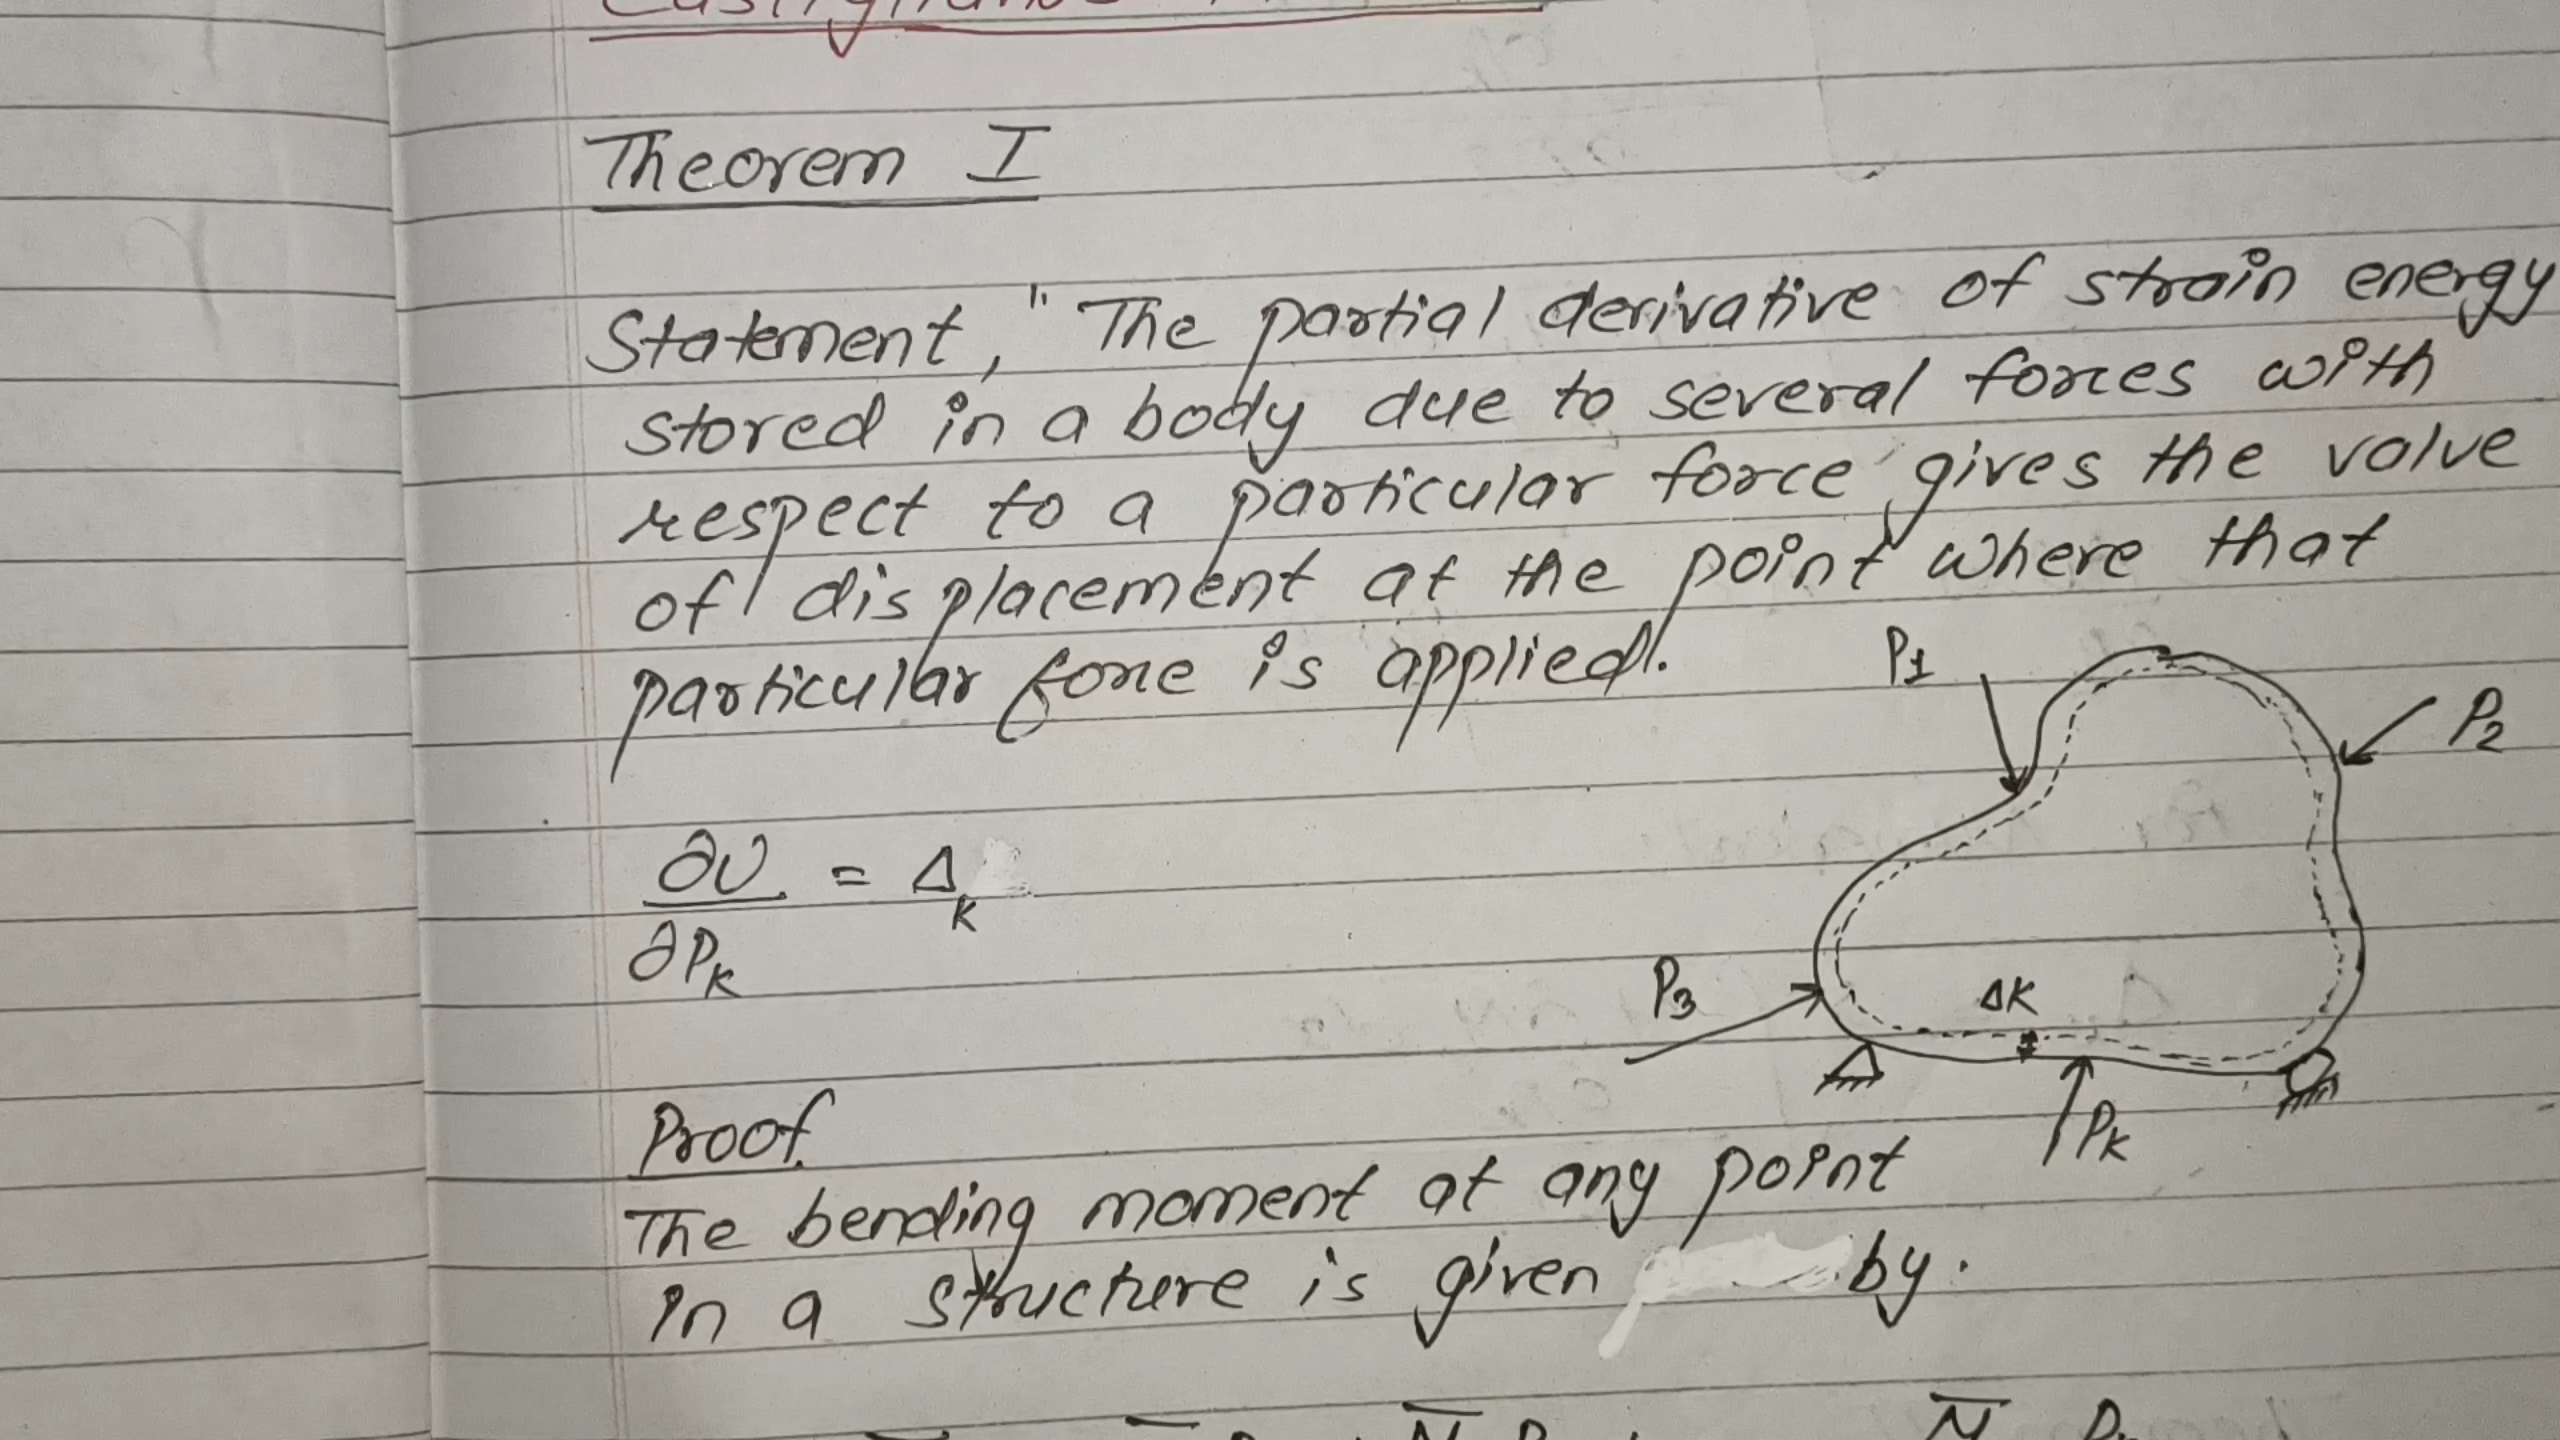 Theorem I
Statement, "The partial derivative of strain energy
stored in a body due to several forces with
respect to a particular force gives the value
of displacement at the point where that
particular force is applied.
P1
P2
∂U = Δk
∂Pk
P3
ΔK
Pk
Proof.
The bending moment at any point
in a structure is given by.